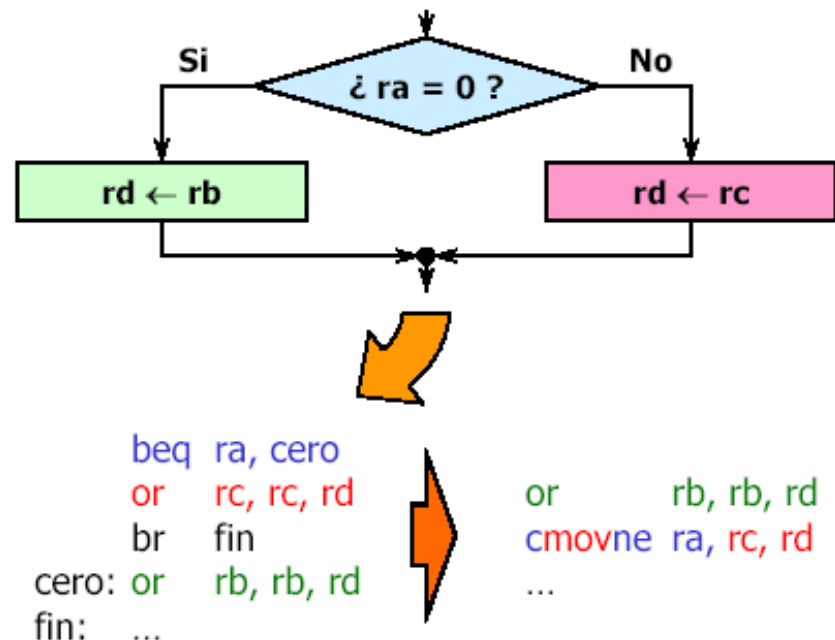 Si
No
¿ ra = 0 ?
rd ← rb
rd ← rc
beq ra, cero
or rc, rc, rd
br fin
cero: or rb, rb, rd
fin: ...
or rb, rb, rd
cmovne ra, rc, rd
...